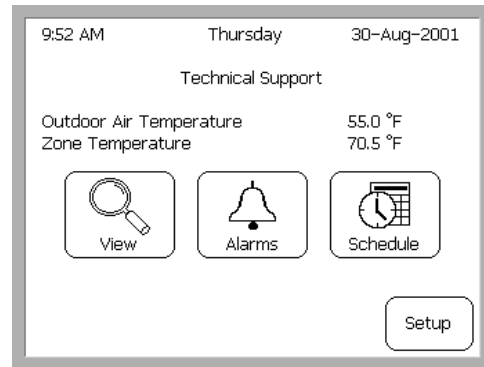 9:52 AM Thursday 30-Aug-2001
Technical Support
Outdoor Air Temperature 55.0 °F
Zone Temperature 70.5 °F
View Alarms Schedule
Setup